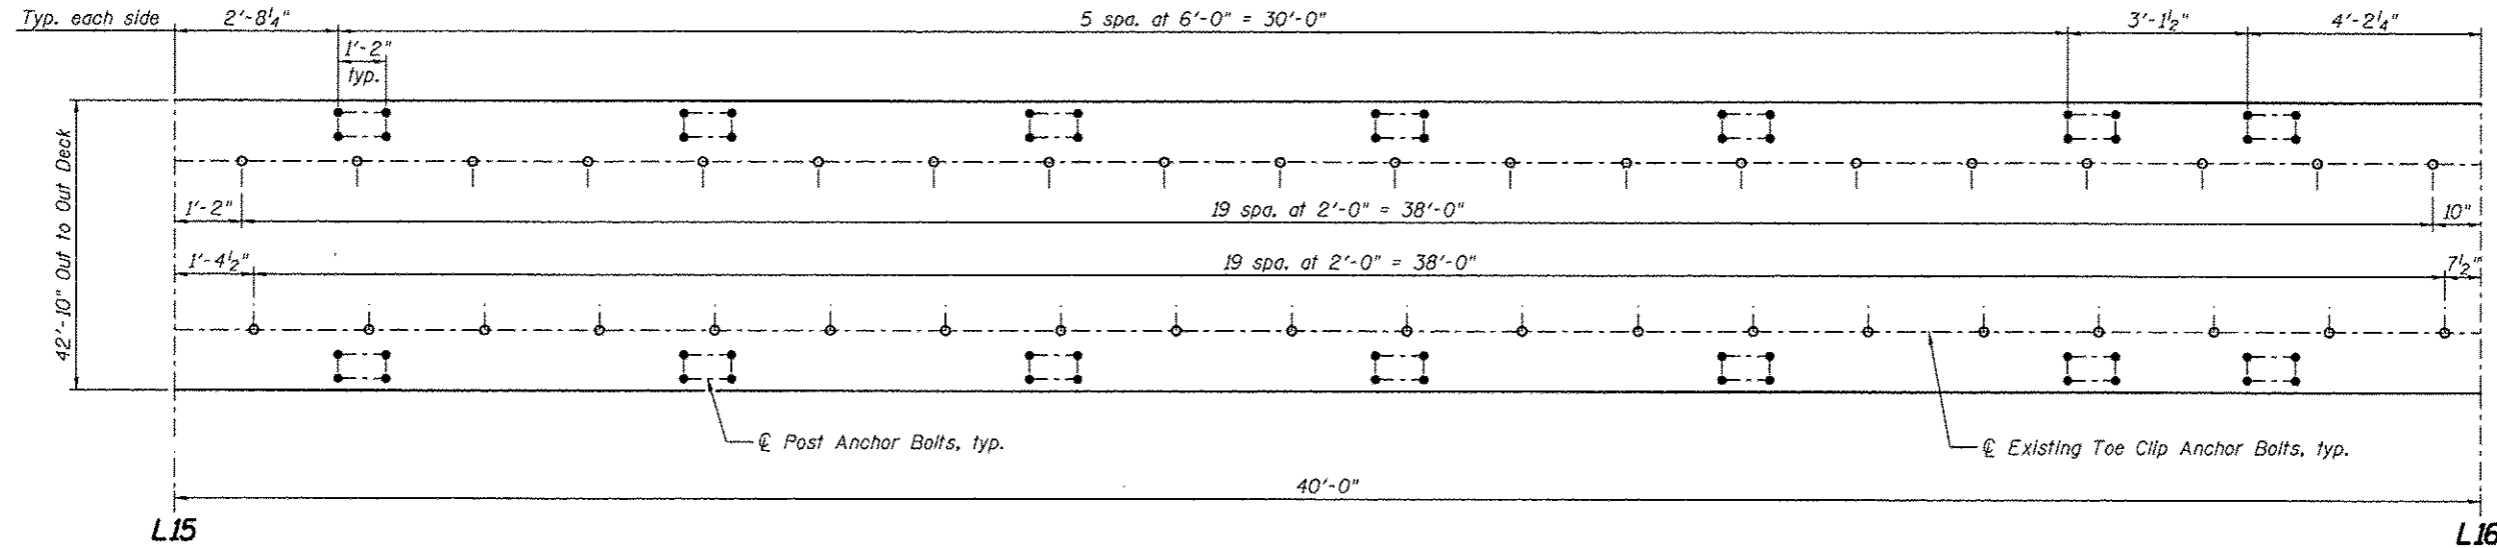 Typ. each side
2'-8¼"
5 spa. at 6'-0" = 30'-0"
3'-1½"
4'-2¼"
1'-2"
typ.
42'-10" Out to Out Deck
1'-2"
19 spa. at 2'-0" = 38'-0"
10"
1'-4½"
19 spa. at 2'-0" = 38'-0"
7½"
℄ Post Anchor Bolts, typ.
℄ Existing Toe Clip Anchor Bolts, typ.
40'-0"
L15
L16